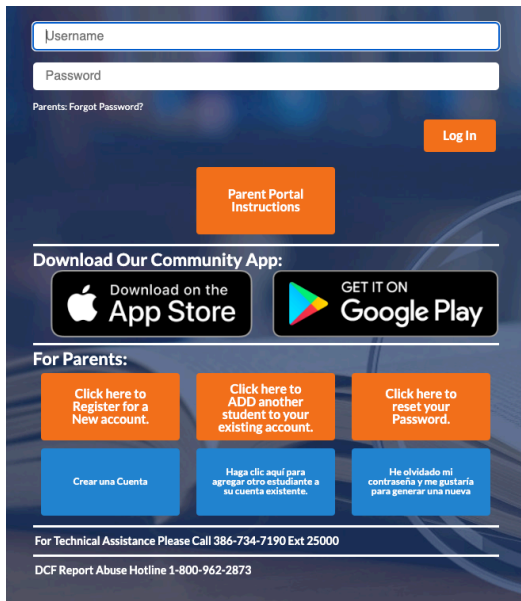 Username
Password
Parents: Forgot Password?
Log In
Parent Portal
Instructions
Download Our Community App:
Download on the
App Store
GET IT ON
Google Play
For Parents:
Click here to
Register for a
New account.
Click here to
ADD another
student to your
existing account.
Click here to
reset your
Password.
Crear una Cuenta
Haga clic aquí para
agregar otro estudiante a
su cuenta existente.
He olvidado mi
contraseña y me gustaría
para generar una nueva
For Technical Assistance Please Call 386-734-7190 Ext 25000
DCF Report Abuse Hotline 1-800-962-2873